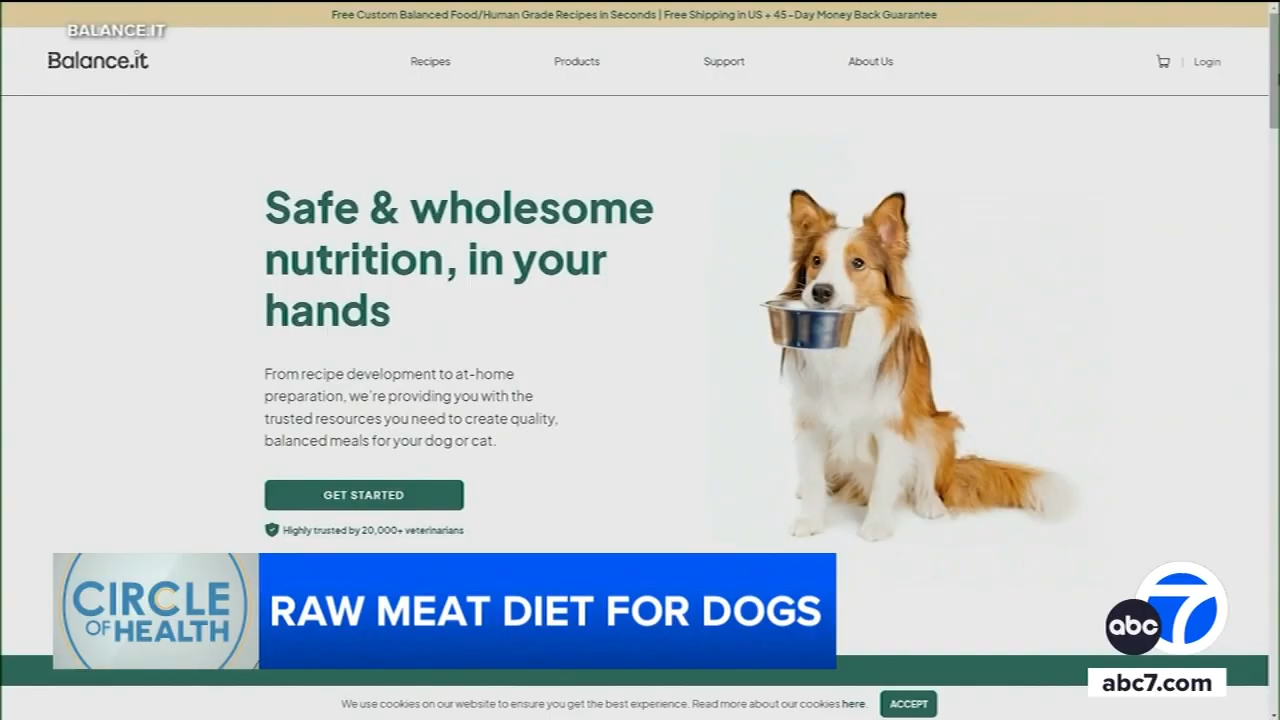 Free Custom Balanced Food/Human Grade Recipes in Seconds | Free Shipping in US + 45-Day Money Back Guarantee
BALANCE.IT
Balance.it
Recipes
Products
Support
About Us
Login
Safe & wholesome
nutrition, in your
hands
From recipe development to at-home
preparation, we're providing you with the
trusted resources you need to create quality,
balanced meals for your dog or cat.
GET STARTED
Highly trusted by 20,000+ veterinarians
CIRCLE
OF HEALTH
RAW MEAT DIET FOR DOGS
abc 7
abc7.com
We use cookies on our website to ensure you get the best experience. Read more about our cookies here.
ACCEPT